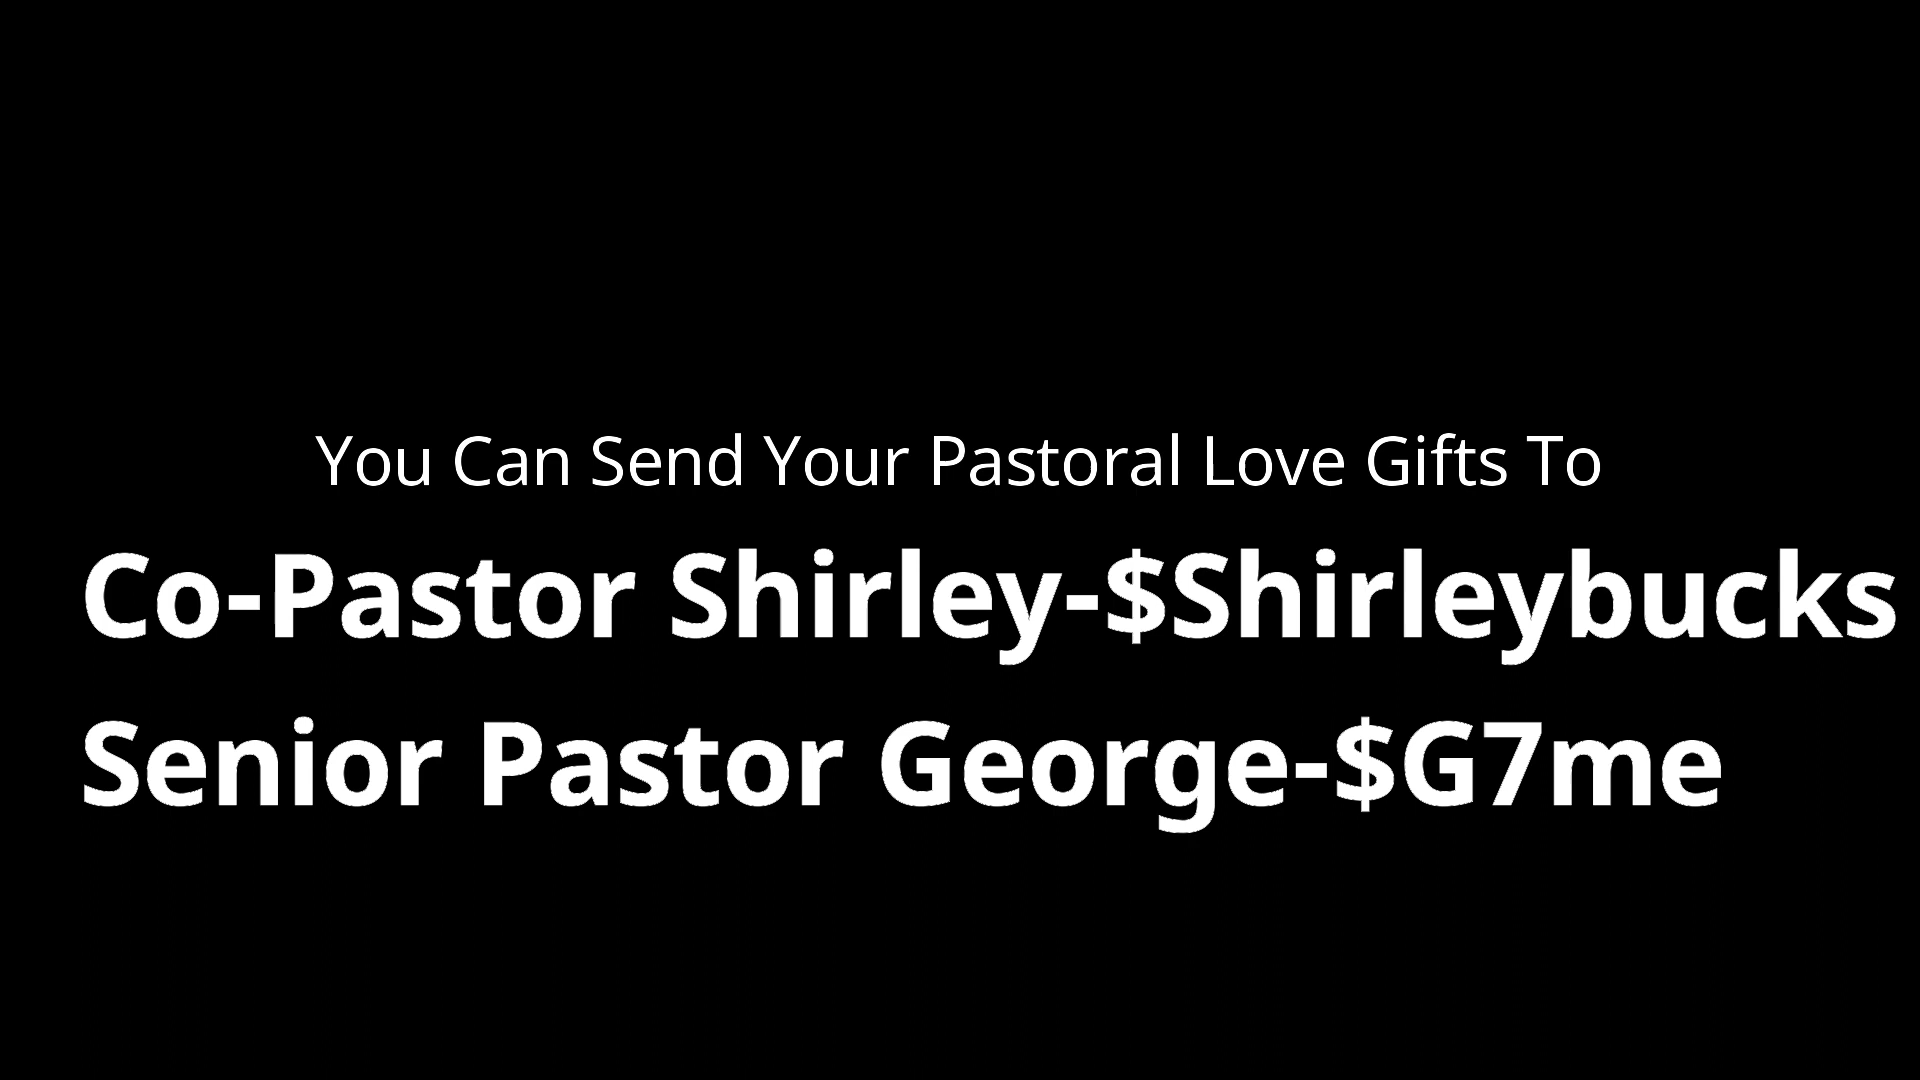 You Can Send Your Pastoral Love Gifts To
Co-Pastor Shirley-$Shirleybucks
Senior Pastor George-$G7me